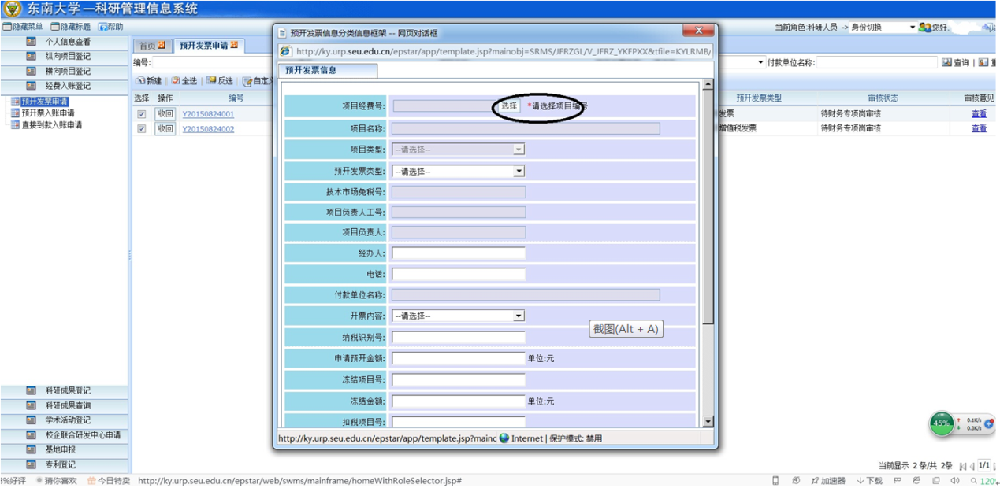 东南大学—科研管理信息系统
隐藏菜单 隐藏标题 帮助
当前角色:科研人员 -> 身份切换 您好,
个人信息查看
纵向项目登记
横向项目登记
经费入账登记
预开发票申请
预开票入账申请
直接到款入账申请
科研成果登记
科研成果查询
学术活动登记
校企联合研发中心申请
基地申报
专利登记
首页 预开发票申请
编号: 付款单位名称: 查询
新建 全选 反选 自定义
选择 操作 编号 预开发票类型 审核状态 审核意见
收回 Y20150824001 发票 待财务专项岗审核 查看
收回 Y20150824002 增值税发票 待财务专项岗审核 查看
预开发票信息分类信息框架 -- 网页对话框
http://ky.urp.seu.edu.cn/epstar/app/template.jsp?mainobj=SRMS/JFRZGL/V_JFRZ_YKFPXX&tfile=KYLRMB/
预开发票信息
项目经费号: 选择 *请选择项目编号
项目名称:
项目类型: --请选择--
预开发票类型: --请选择--
技术市场免税号:
项目负责人工号:
项目负责人:
经办人:
电话:
付款单位名称:
开票内容: --请选择--
截图(Alt + A)
纳税识别号:
申请预开金额: 单位:元
冻结项目号:
冻结金额: 单位:元
扣税项目号:
http://ky.urp.seu.edu.cn/epstar/app/template.jsp?mainc Internet | 保护模式: 禁用
45% 0.1K/s
0.3K/s
当前显示 2条/共 2条 1/1
3%好评 猜你喜欢 今日特卖 http://ky.urp.seu.edu.cn/epstar/web/swms/mainframe/homeWithRoleSelector.jsp# 加速器 下载 120%